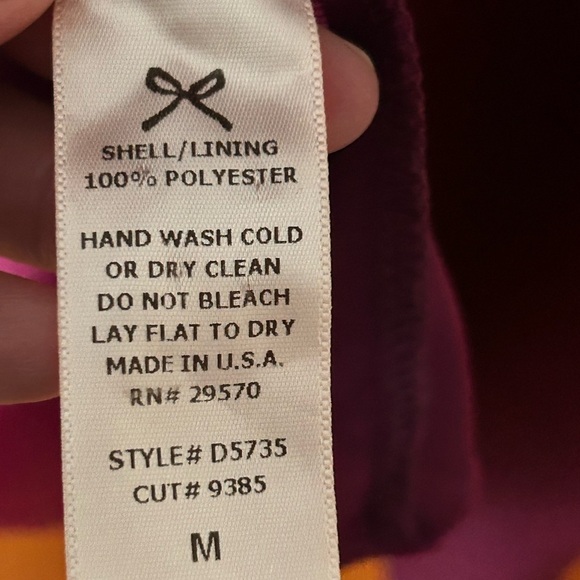 SHELL/LINING
100% POLYESTER
HAND WASH COLD
OR DRY CLEAN
DO NOT BLEACH
LAY FLAT TO DRY
MADE IN U.S.A.
RN# 29570
STYLE# D5735
CUT# 9385
M